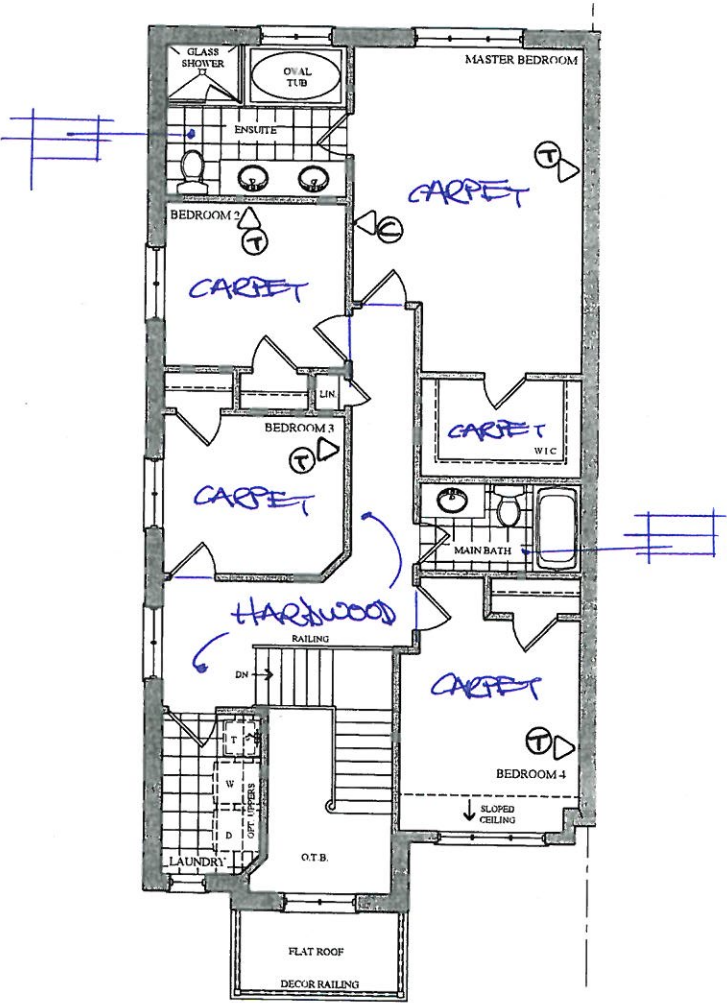 GLASS
SHOWER
OVAL
TUB
MASTER BEDROOM
ENSUITE
T
CARPET
BEDROOM 2
T
C
CARPET
LIN.
BEDROOM 3
CARPET
WIC
T
CARPET
MAIN BATH
HARDWOOD
RAILING
DN
CARPET
T
T
W
BEDROOM 4
OPT. UPPERS
D
SLOPED
CEILING
LAUNDRY
O.T.B.
FLAT ROOF
DECOR RAILING